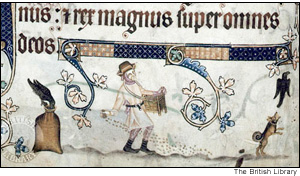 nus: & rex magnus super omnes
deos.
The British Library